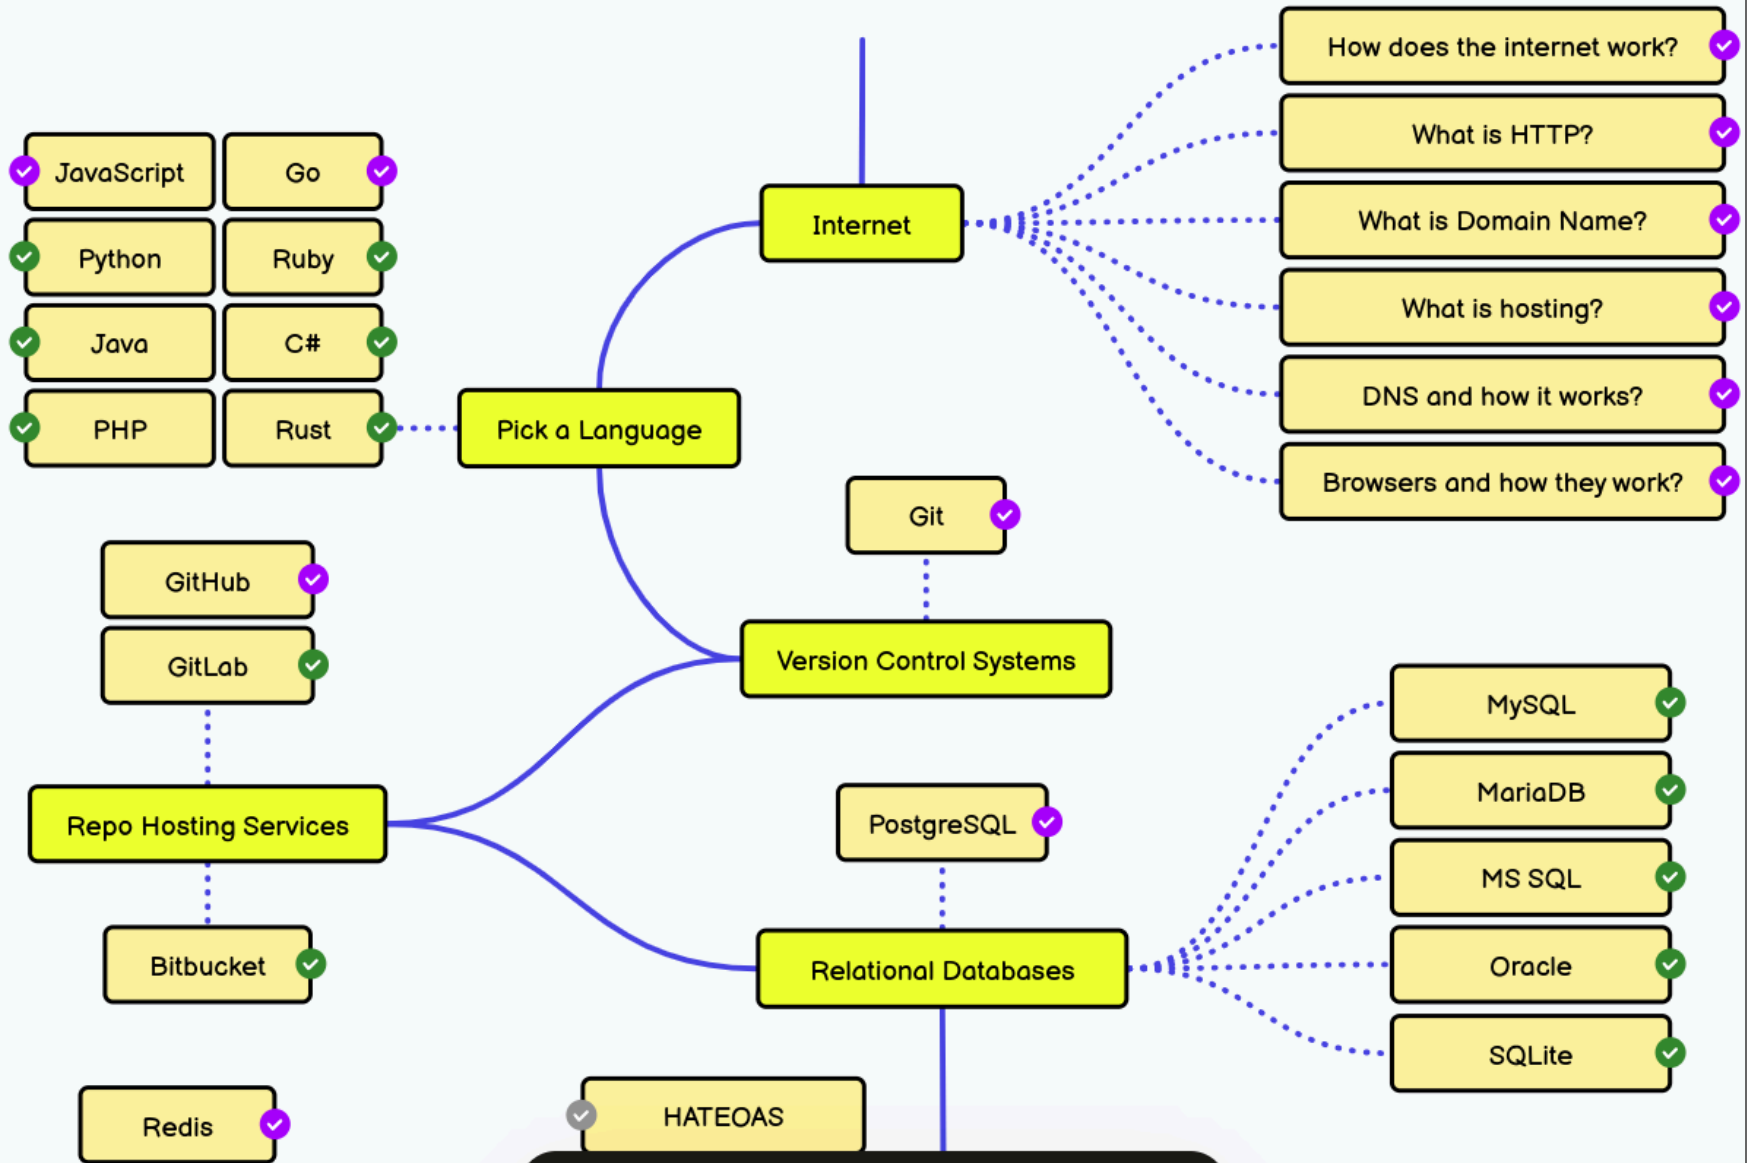 How does the internet work?
What is HTTP?
JavaScript
Go
Internet
What is Domain Name?
Python
Ruby
What is hosting?
Java
C#
DNS and how it works?
PHP
Rust
Pick a Language
Browsers and how they work?
Git
GitHub
GitLab
Version Control Systems
MySQL
MariaDB
Repo Hosting Services
PostgreSQL
MS SQL
Bitbucket
Relational Databases
Oracle
SQLite
Redis
HATEOAS